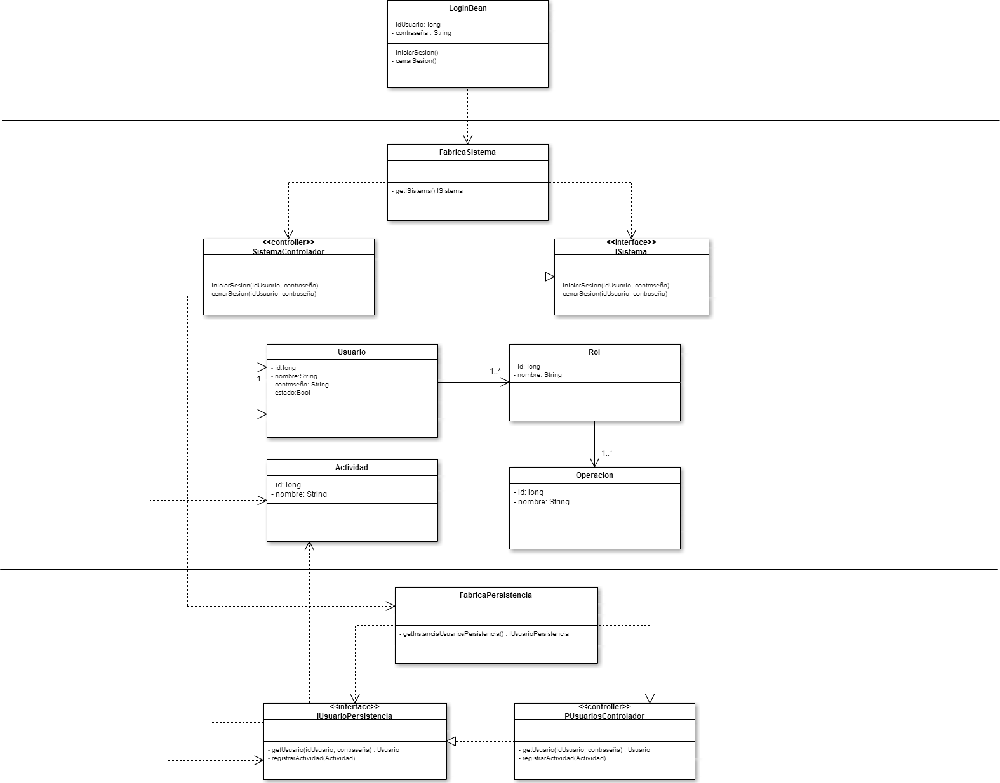 LoginBean
- idUsuario: long
- contraseña : String
- iniciarSesion()
- cerrarSesion()
FabricaSistema
- getISistema():ISistema
<<controller>>
SistemaControlador
- iniciarSesion(idUsuario, contraseña)
- cerrarSesion(idUsuario, contraseña)
<<interface>>
ISistema
- iniciarSesion(idUsuario, contraseña)
- cerrarSesion(idUsuario, contraseña)
Usuario
- id:long
- nombre:String
- contraseña: String
- estado:Bool
1
1..*
Rol
- id: long
- nombre: String
1..*
Actividad
- id: long
- nombre: String
Operacion
- id: long
- nombre: String
FabricaPersistencia
- getInstanciaUsuariosPersistencia() : IUsuarioPersistencia
<<interface>>
IUsuarioPersistencia
- getUsuario(idUsuario, contraseña) : Usuario
- registrarActividad(Actividad)
<<controller>>
PUsuariosControlador
- getUsuario(idUsuario, contraseña) : Usuario
- registrarActividad(Actividad)